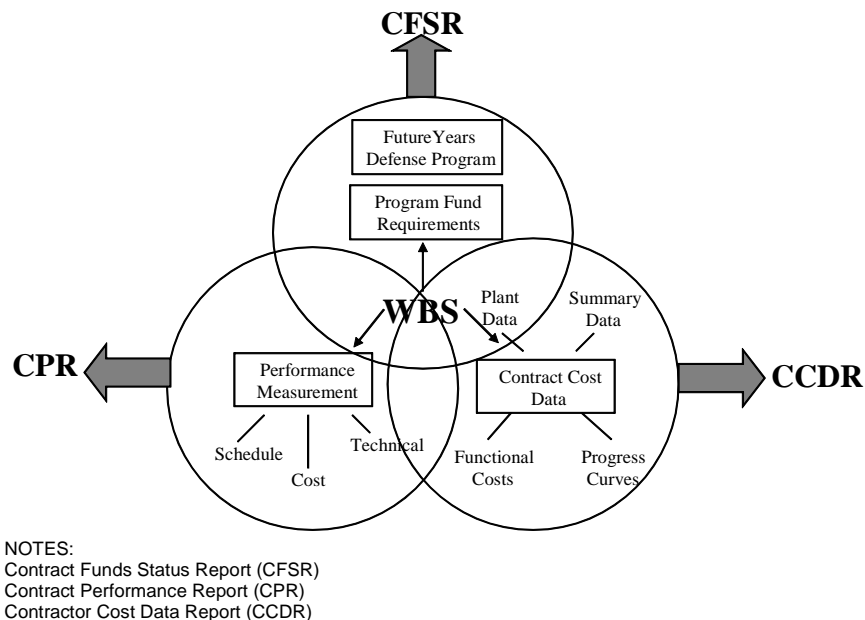 CFSR
FutureYears
Defense Program
Program Fund
Requirements
WBS
Plant
Data
Summary
Data
CPR
Performance
Measurement
Contract Cost
Data
CCDR
Schedule
Cost
Technical
Functional
Costs
Progress
Curves
NOTES:
Contract Funds Status Report (CFSR)
Contract Performance Report (CPR)
Contractor Cost Data Report (CCDR)